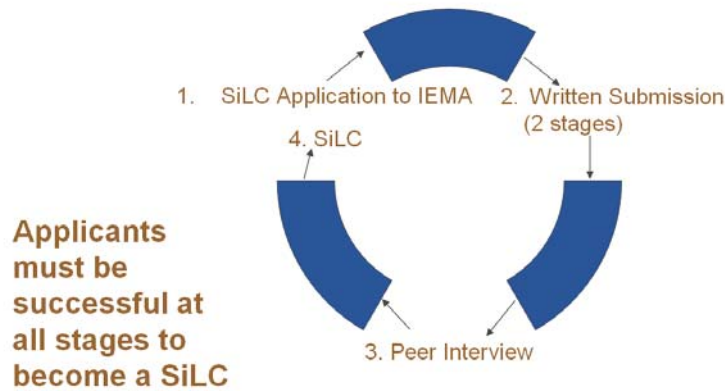 1. SiLC Application to IEMA
2. Written Submission
(2 stages)
4. SiLC
3. Peer Interview
Applicants
must be
successful at
all stages to
become a SiLC